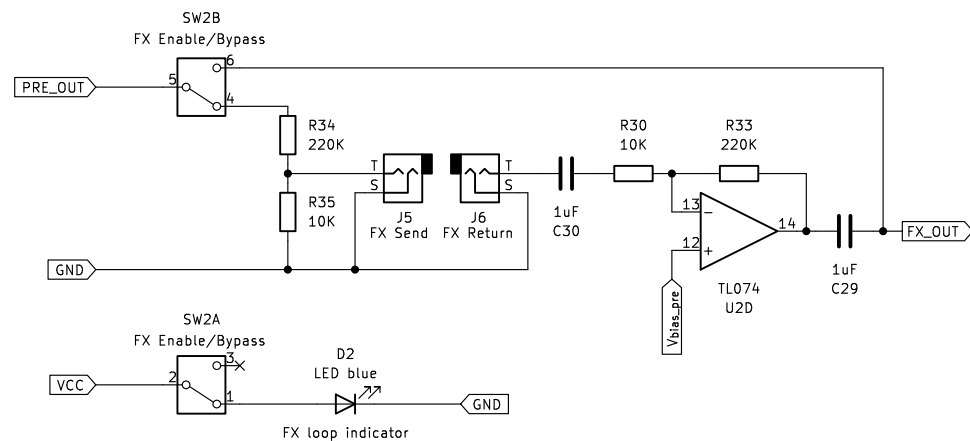 SW2B
FX Enable/Bypass
PRE_OUT
5
6
4
R34
220K
R35
10K
T
S
J5
FX Send
T
S
J6
FX Return
1uF
C30
R30
10K
R33
220K
13
12
14
TL074
U2D
Vbias_pre
1uF
C29
FX_OUT
GND
SW2A
FX Enable/Bypass
VCC
2
3
1
D2
LED blue
GND
FX loop indicator